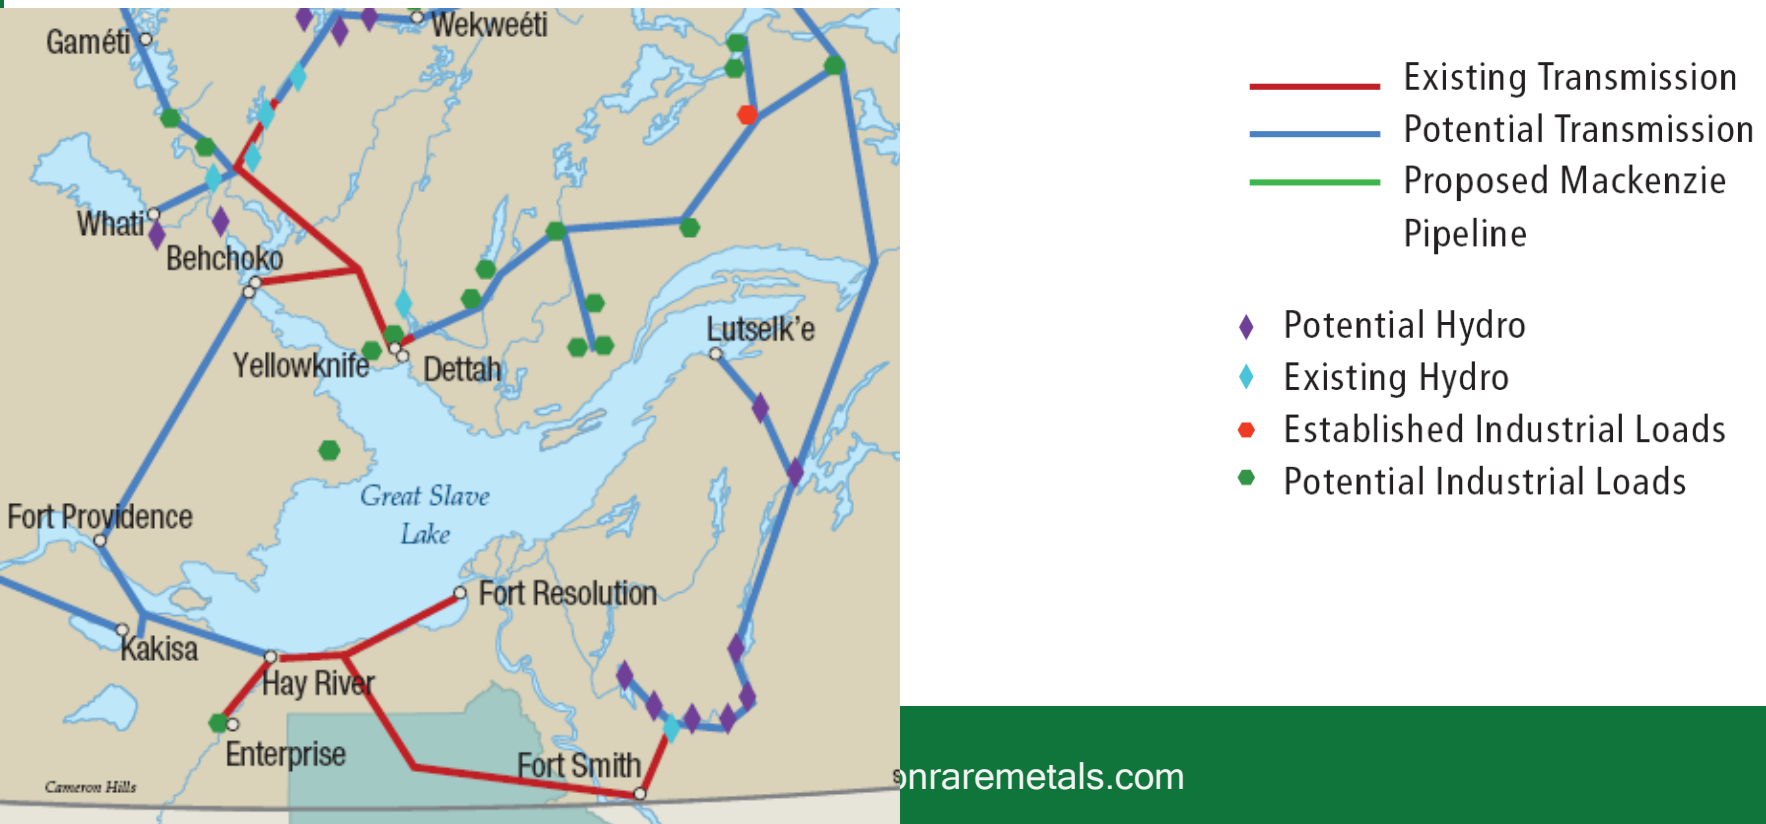 Wekweéti
Gaméti
Whati
Behchoko
Yellowknife
Dettah
Lutselk'e
Great Slave
Lake
Fort Providence
Fort Resolution
Kakisa
Hay River
Enterprise
Fort Smith
Cameron Hills
Existing Transmission
Potential Transmission
Proposed Mackenzie
Pipeline
Potential Hydro
Existing Hydro
Established Industrial Loads
Potential Industrial Loads
onraremetals.com